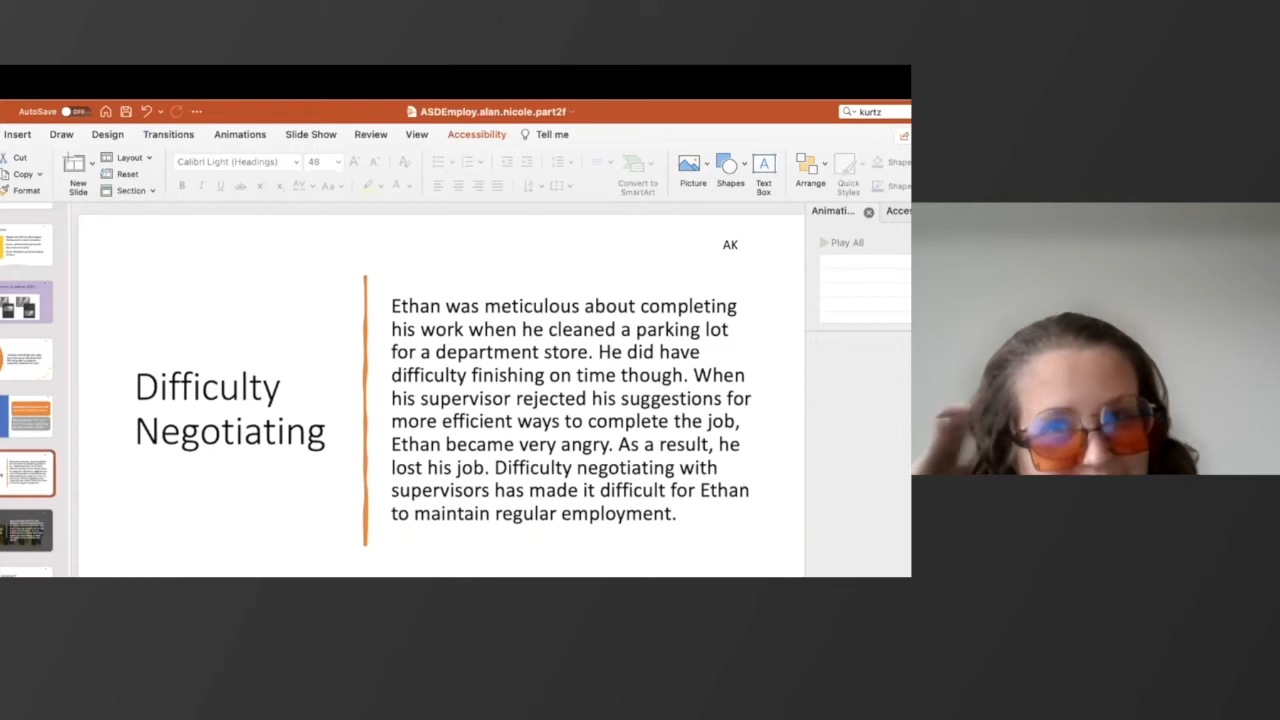 AutoSave OFF
ASDEmploy.alan.nicole.part2f
kurtz
Insert Draw Design Transitions Animations Slide Show Review View Accessibility Tell me
Cut
Copy
Format
New Slide
Layout
Reset
Section
Calibri Light (Headings) 48
Convert to SmartArt
Picture
Shapes
Text Box
Arrange
Quick Styles
Animati...
Play All
AK
Difficulty
Negotiating
Ethan was meticulous about completing
his work when he cleaned a parking lot
for a department store. He did have
difficulty finishing on time though. When
his supervisor rejected his suggestions for
more efficient ways to complete the job,
Ethan became very angry. As a result, he
lost his job. Difficulty negotiating with
supervisors has made it difficult for Ethan
to maintain regular employment.